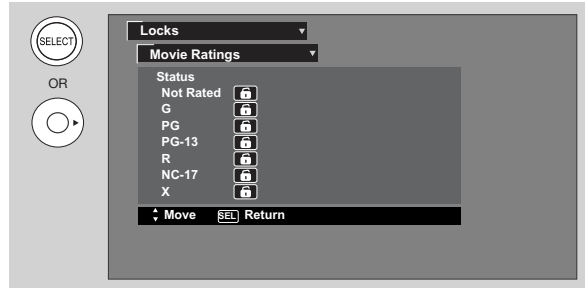 SELECT
OR
Locks
Movie Ratings
Status
Not Rated
G
PG
PG-13
R
NC-17
X
Move SEL Return